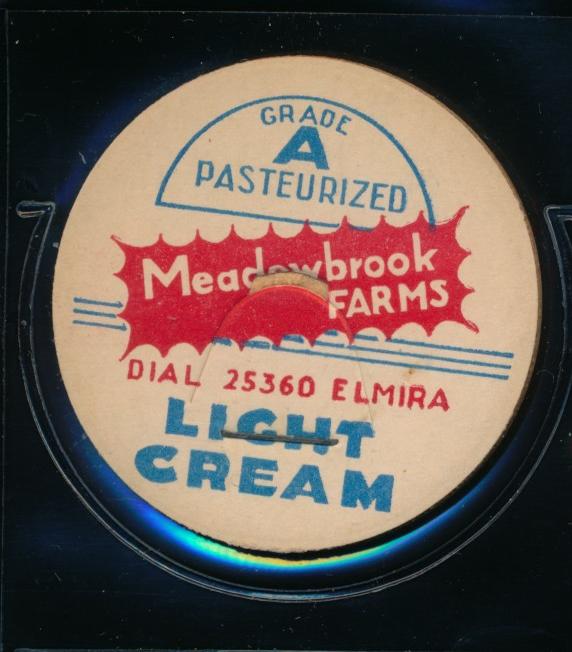 GRADE
A
PASTEURIZED
Meadowbrook
FARMS
DIAL 25360 ELMIRA
LIGHT
CREAM